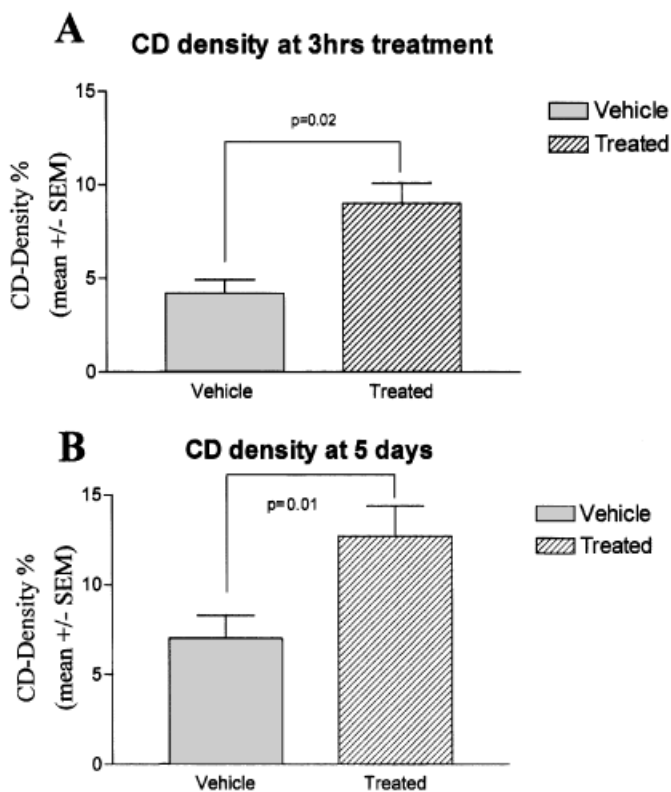 A
CD density at 3hrs treatment
15
10
5
0
CD-Density %
(mean +/- SEM)
p=0.02
Vehicle
Treated
Vehicle
Treated
B
CD density at 5 days
15
10
5
0
CD-Density %
(mean +/- SEM)
p=0.01
Vehicle
Treated
Vehicle
Treated